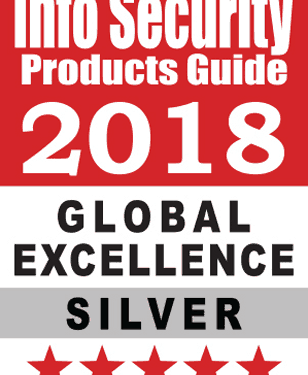 Info Security
Products Guide
2018
GLOBAL
EXCELLENCE
SILVER